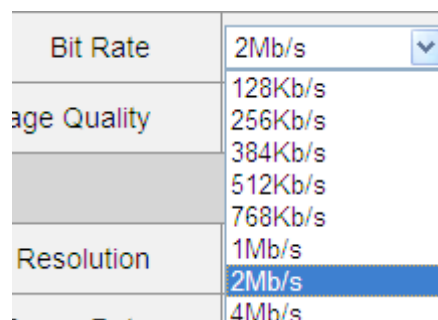 Bit Rate 2Mb/s
128Kb/s
age Quality 256Kb/s
384Kb/s
512Kb/s
768Kb/s
Resolution 1Mb/s
2Mb/s
4Mb/s